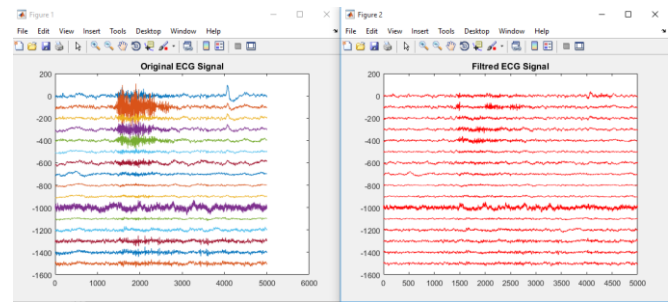 Figure 1
File Edit View Insert Tools Desktop Window Help
Original ECG Signal
200
0
-200
-400
-600
-800
-1000
-1200
-1400
-1600
0 1000 2000 3000 4000 5000 6000
Figure 2
File Edit View Insert Tools Desktop Window Help
Filtred ECG Signal
200
0
-200
-400
-600
-800
-1000
-1200
-1400
-1600
0 500 1000 1500 2000 2500 3000 3500 4000 4500 5000